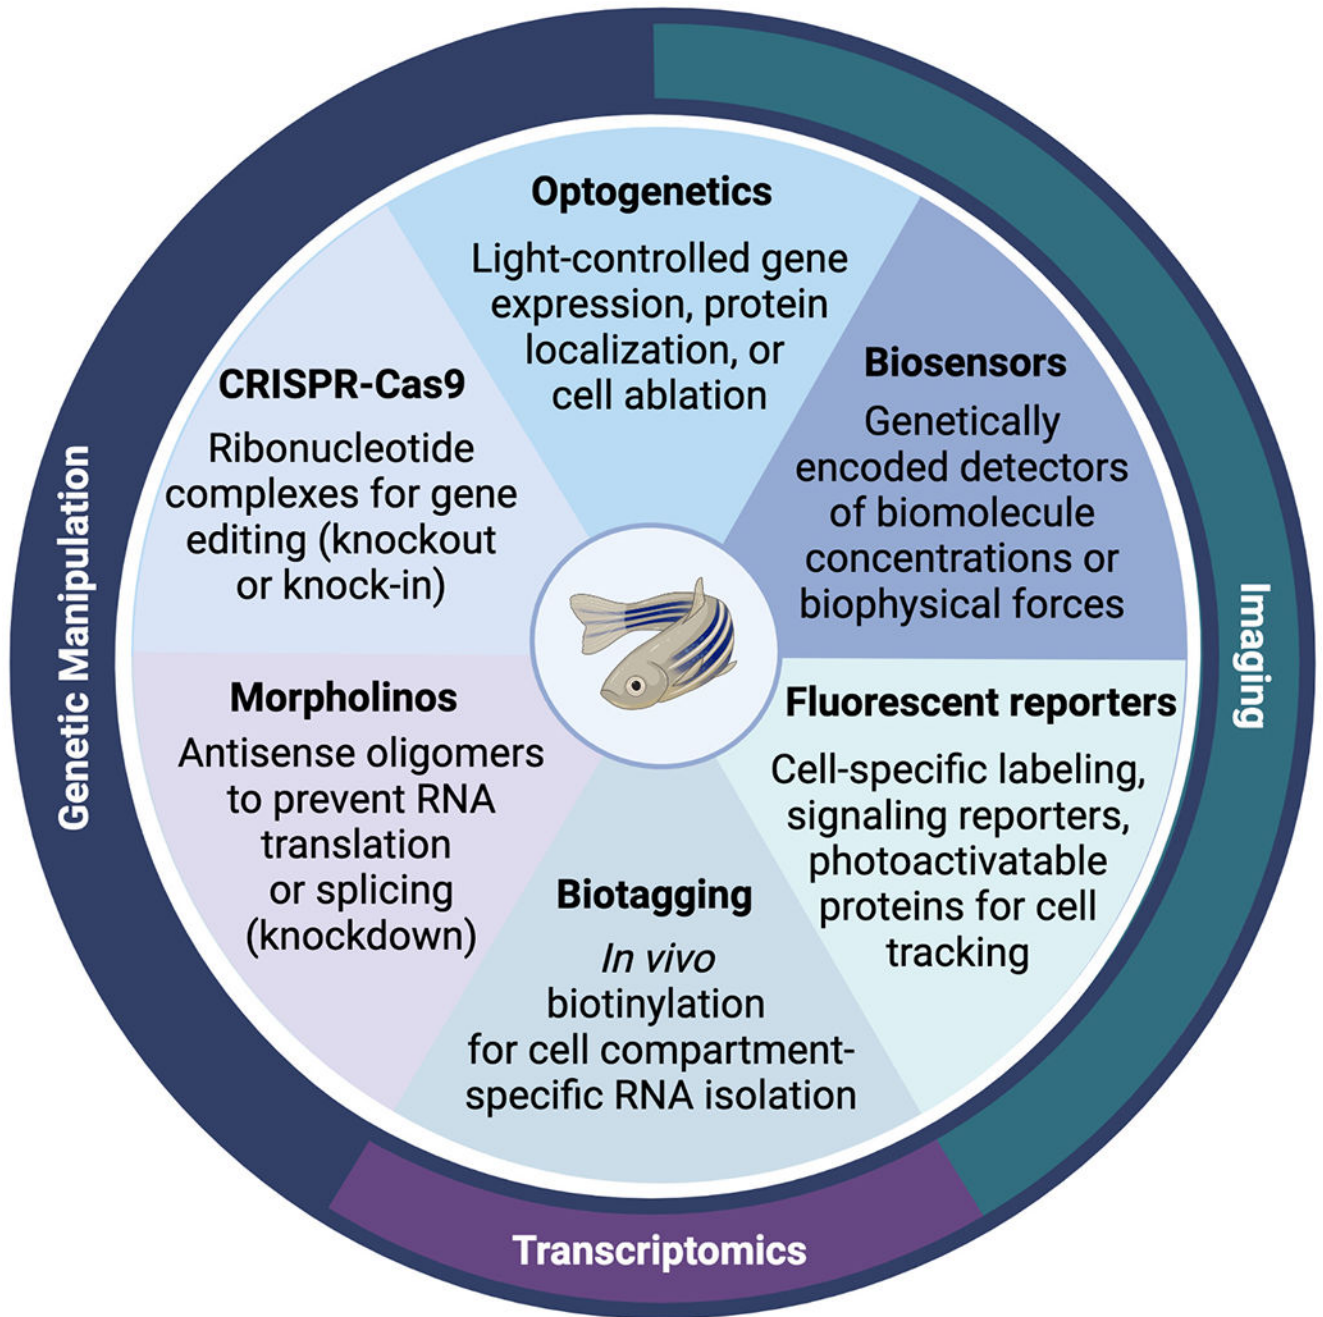 Optogenetics
Light-controlled gene
expression, protein
localization, or
cell ablation
Biosensors
Genetically
encoded detectors
of biomolecule
concentrations or
biophysical forces
Fluorescent reporters
Cell-specific labeling,
signaling reporters,
photoactivatable
proteins for cell
tracking
Biotagging
In vivo
biotinylation
for cell compartment-
specific RNA isolation
Morpholinos
Antisense oligomers
to prevent RNA
translation
or splicing
(knockdown)
CRISPR-Cas9
Ribonucleotide
complexes for gene
editing (knockout
or knock-in)
Genetic Manipulation
Imaging
Transcriptomics